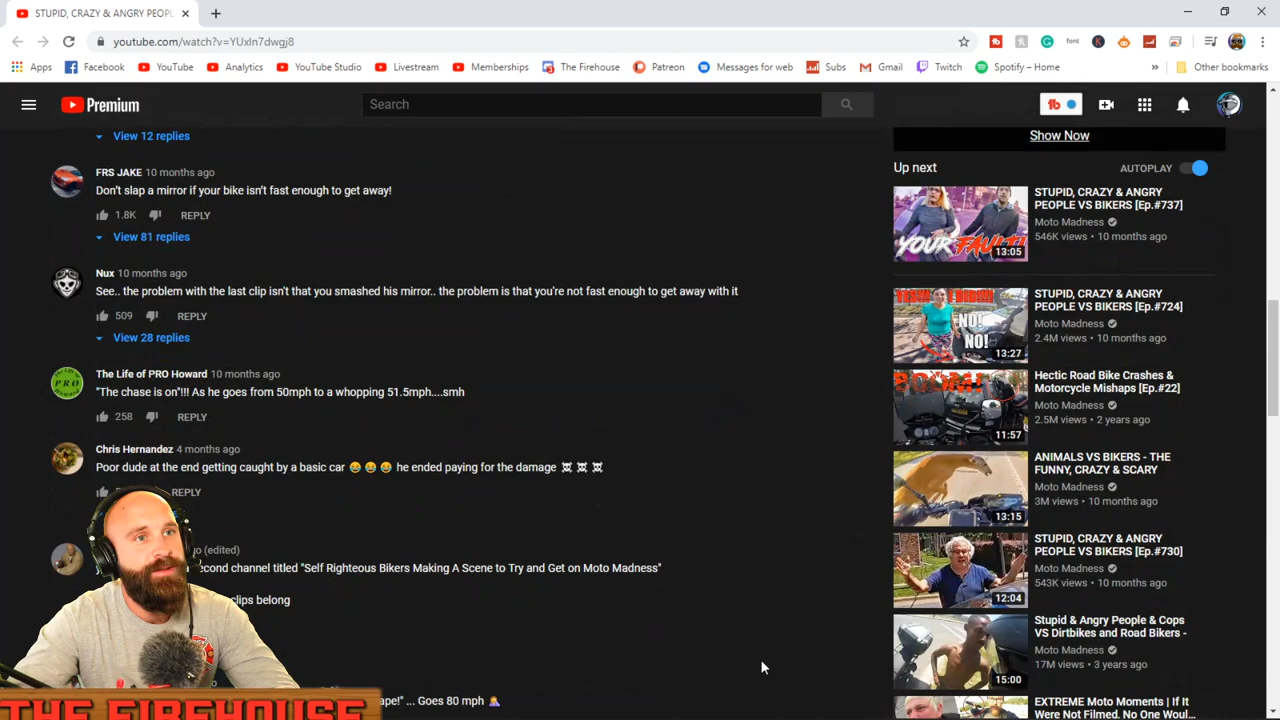 STUPID, CRAZY & ANGRY PEOPL
youtube.com/watch?v=YUxIn7dwgj8
Apps
Facebook
YouTube
Analytics
YouTube Studio
Livestream
Memberships
The Firehouse
Patreon
Messages for web
Subs
Gmail
Twitch
Spotify – Home
»
Other bookmarks
Premium
Search
View 12 replies
FRS JAKE 10 months ago
Don't slap a mirror if your bike isn't fast enough to get away!
1.8K REPLY
View 81 replies
Nux 10 months ago
See.. the problem with the last clip isn't that you smashed his mirror.. the problem is that you're not fast enough to get away with it
509 REPLY
View 28 replies
The Life of PRO Howard 10 months ago
"The chase is on"!!! As he goes from 50mph to a whopping 51.5mph....smh
258 REPLY
Chris Hernandez 4 months ago
Poor dude at the end getting caught by a basic car 😂 😂 😂 he ended paying for the damage ☠ ☠ ☠
REPLY
(edited)
econd channel titled "Self Righteous Bikers Making A Scene to Try and Get on Moto Madness"
clips belong
ape!" ... Goes 80 mph 🤦
THE FIREHOUSE
Show Now
Up next
AUTOPLAY
YOUR FAULT!
13:05
STUPID, CRAZY & ANGRY
PEOPLE VS BIKERS [Ep.#737]
Moto Madness
546K views • 10 months ago
NO!
NO!
13:27
STUPID, CRAZY & ANGRY
PEOPLE VS BIKERS [Ep.#724]
Moto Madness
2.4M views • 10 months ago
BOOM!
11:57
Hectic Road Bike Crashes &
Motorcycle Mishaps [Ep.#22]
Moto Madness
2.5M views • 2 years ago
13:15
ANIMALS VS BIKERS - THE
FUNNY, CRAZY & SCARY
Moto Madness
3M views • 10 months ago
12:04
STUPID, CRAZY & ANGRY
PEOPLE VS BIKERS [Ep.#730]
Moto Madness
543K views • 10 months ago
15:00
Stupid & Angry People & Cops
VS Dirtbikes and Road Bikers -
Moto Madness
17M views • 3 years ago
EXTREME Moto Moments | If It
Were Not Filmed. No One Woul...